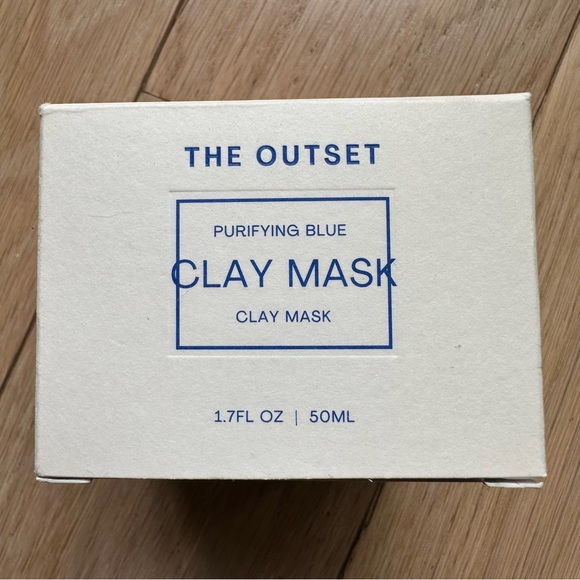 THE OUTSET
PURIFYING BLUE
CLAY MASK
CLAY MASK
1.7FL OZ | 50ML